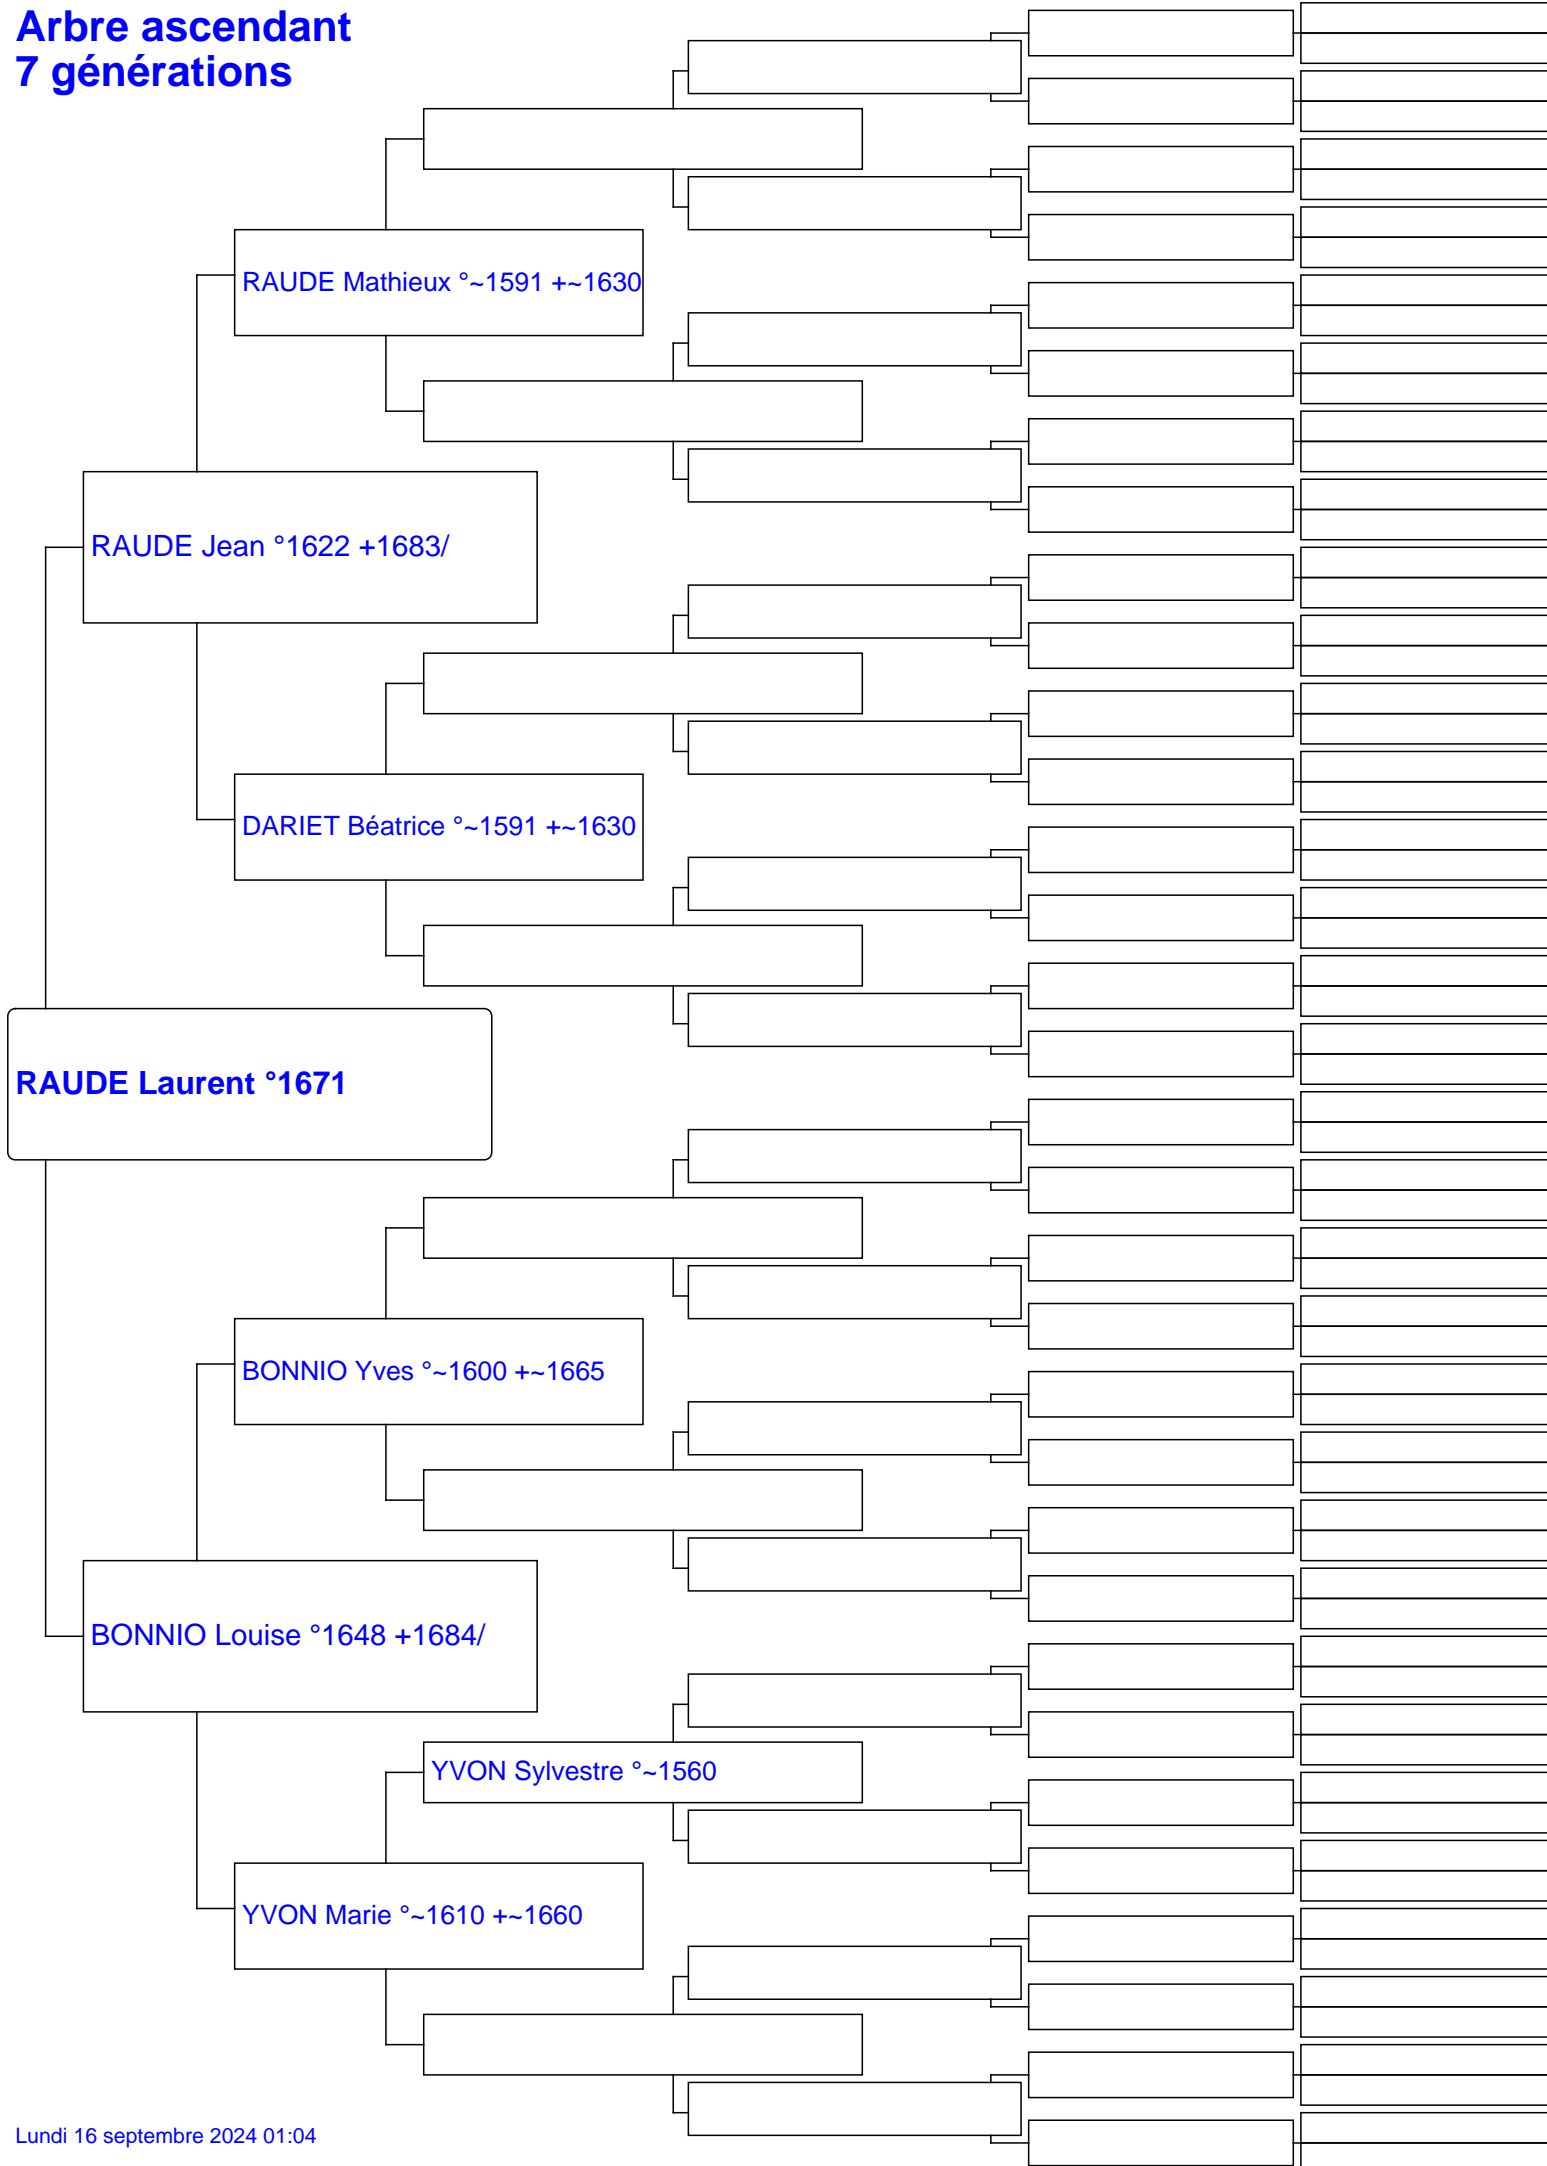 Arbre ascendant
7 générations
RAUDE Mathieux °~1591 +~1630
RAUDE Jean °1622 +1683/
DARIET Béatrice °~1591 +~1630
RAUDE Laurent °1671
BONNIO Yves °~1600 +~1665
BONNIO Louise °1648 +1684/
YVON Sylvestre °~1560
YVON Marie °~1610 +~1660
Lundi 16 septembre 2024 01:04